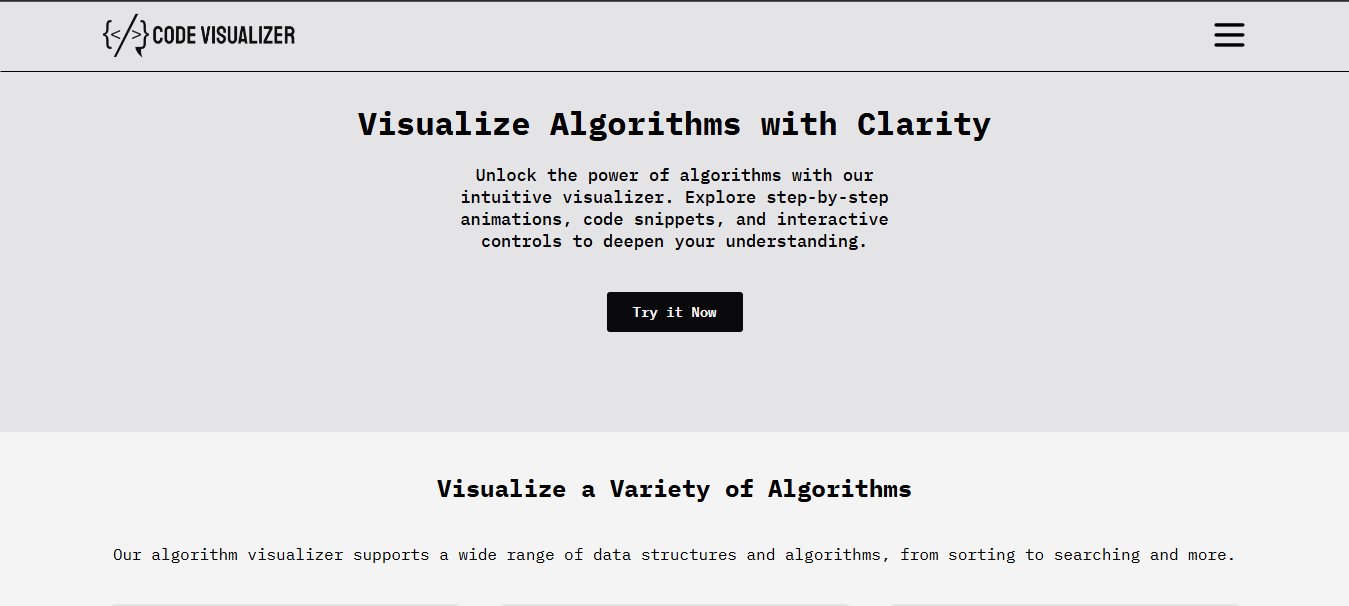 {</>} CODE VISUALIZER
Visualize Algorithms with Clarity
Unlock the power of algorithms with our
intuitive visualizer. Explore step-by-step
animations, code snippets, and interactive
controls to deepen your understanding.
Try it Now
Visualize a Variety of Algorithms
Our algorithm visualizer supports a wide range of data structures and algorithms, from sorting to searching and more.